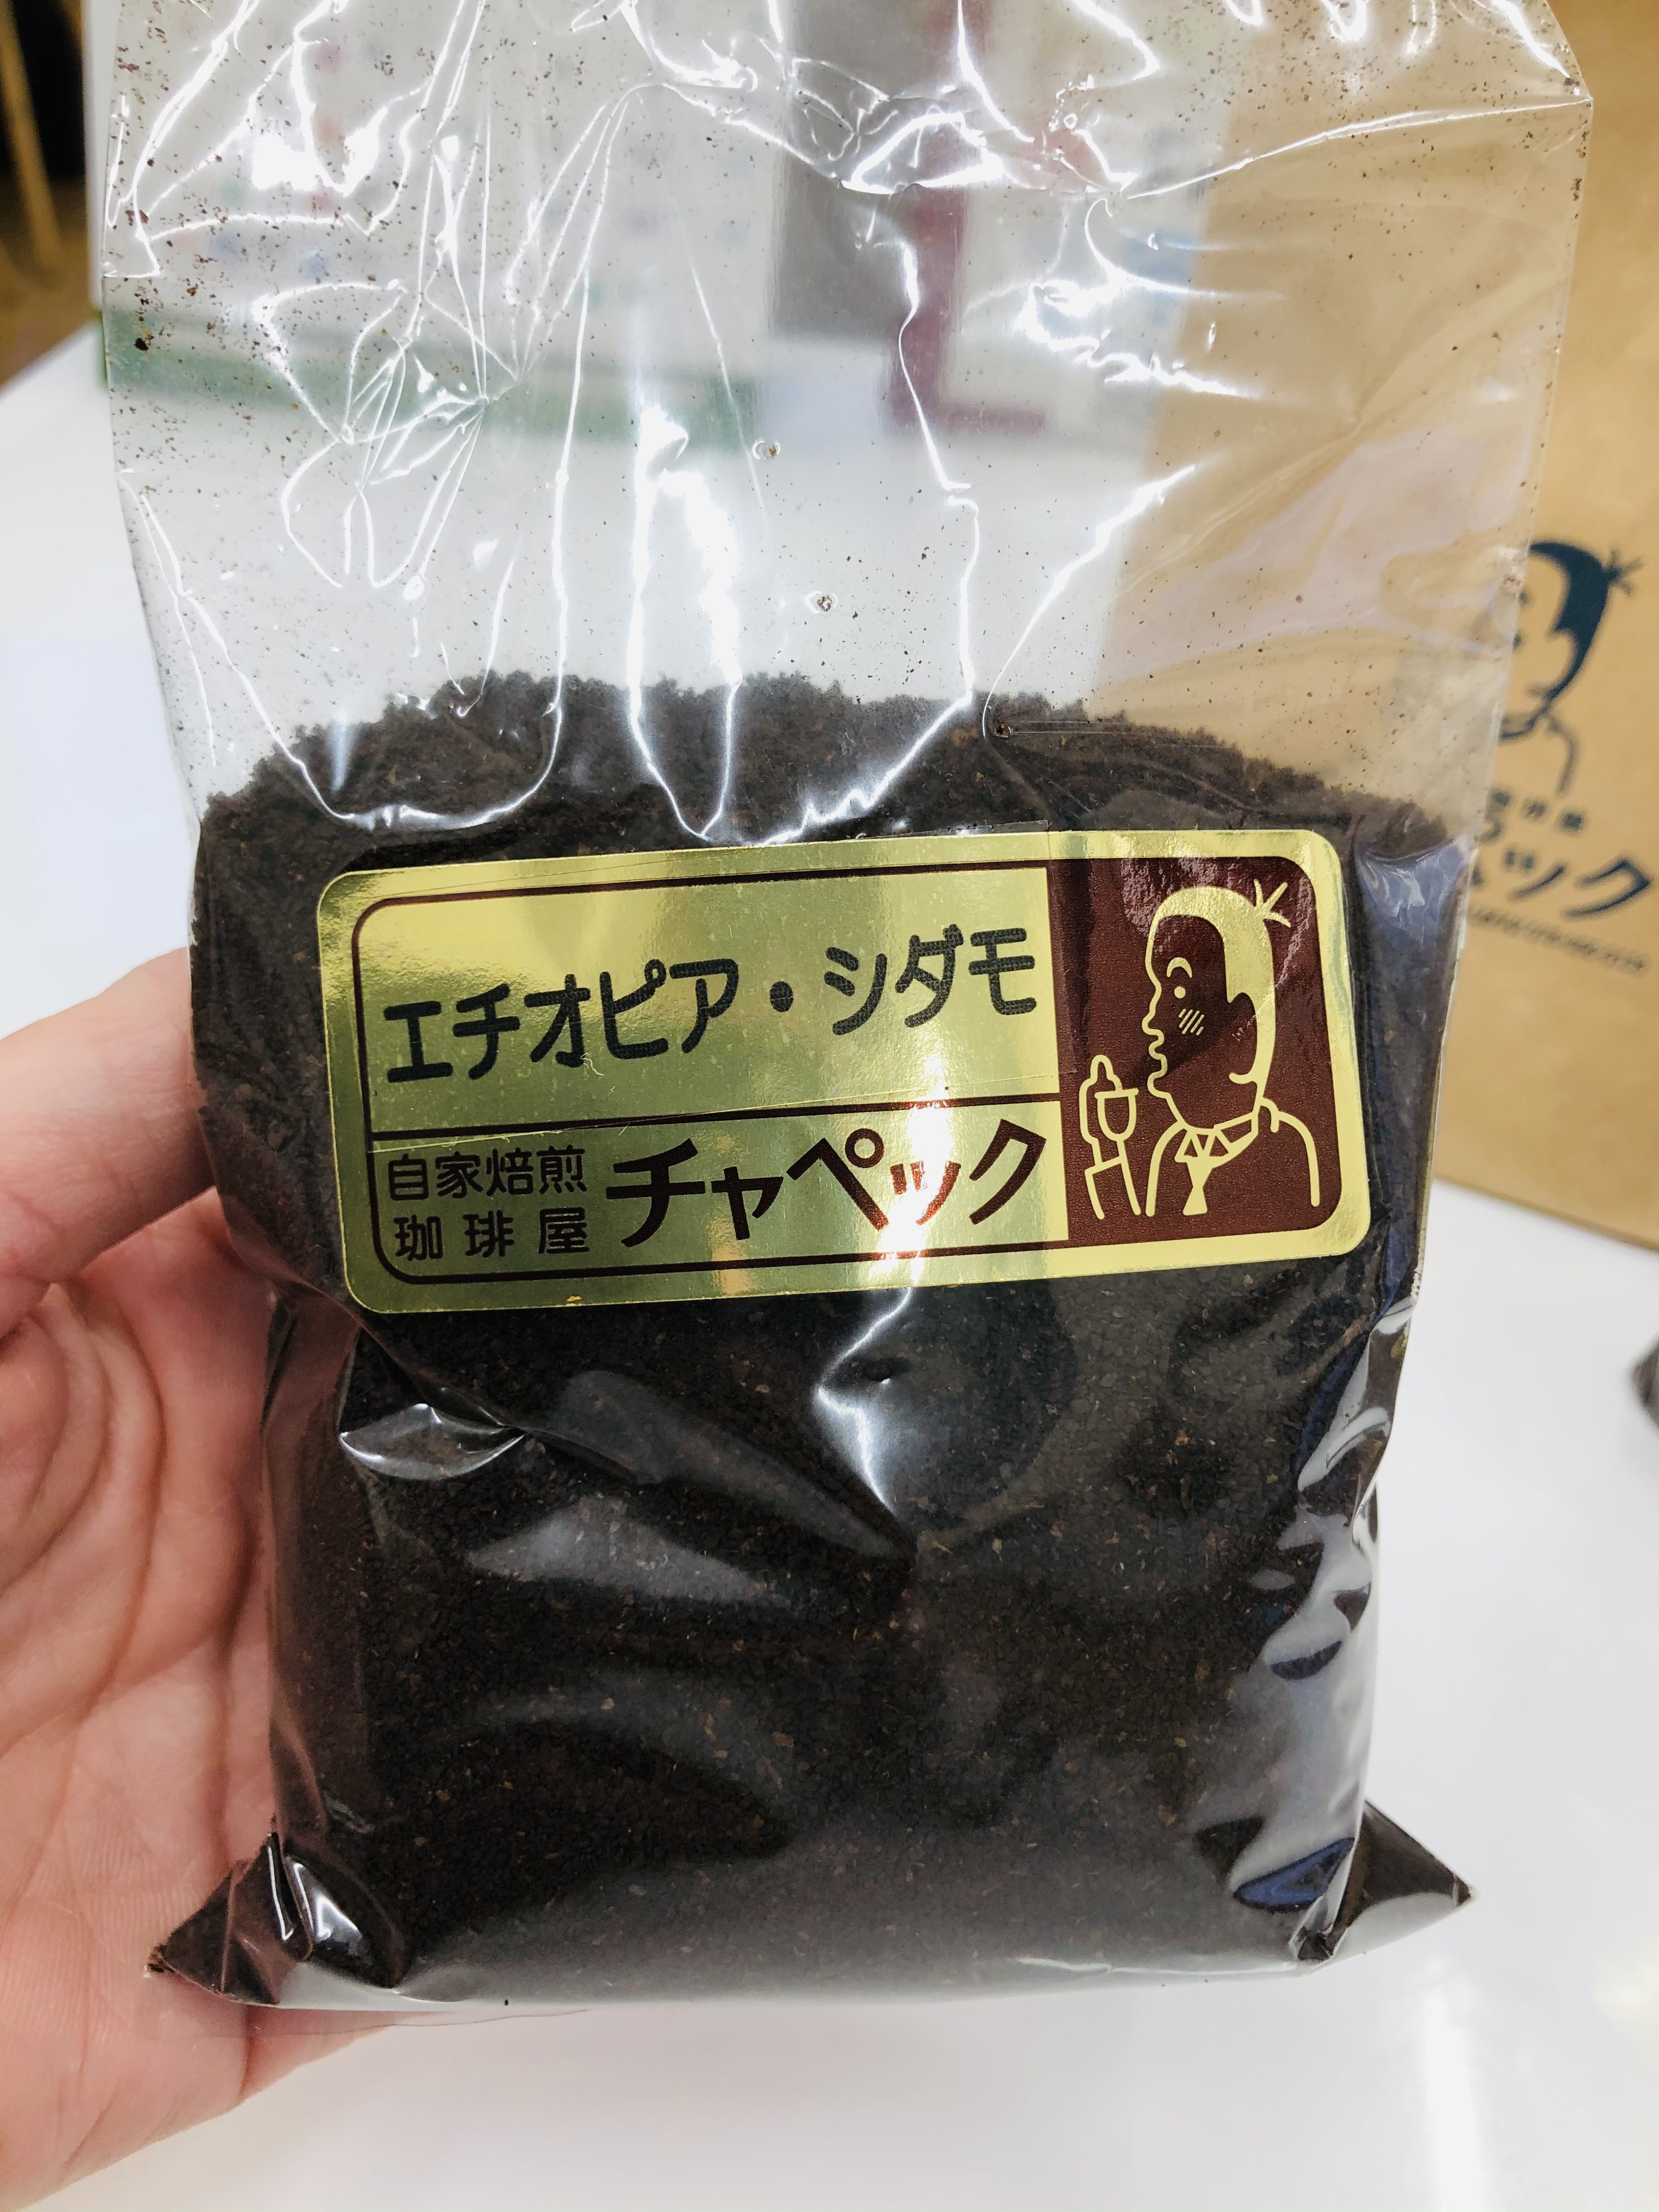 エチオピア・シダモ
自家焙煎
珈琲屋
チャペック